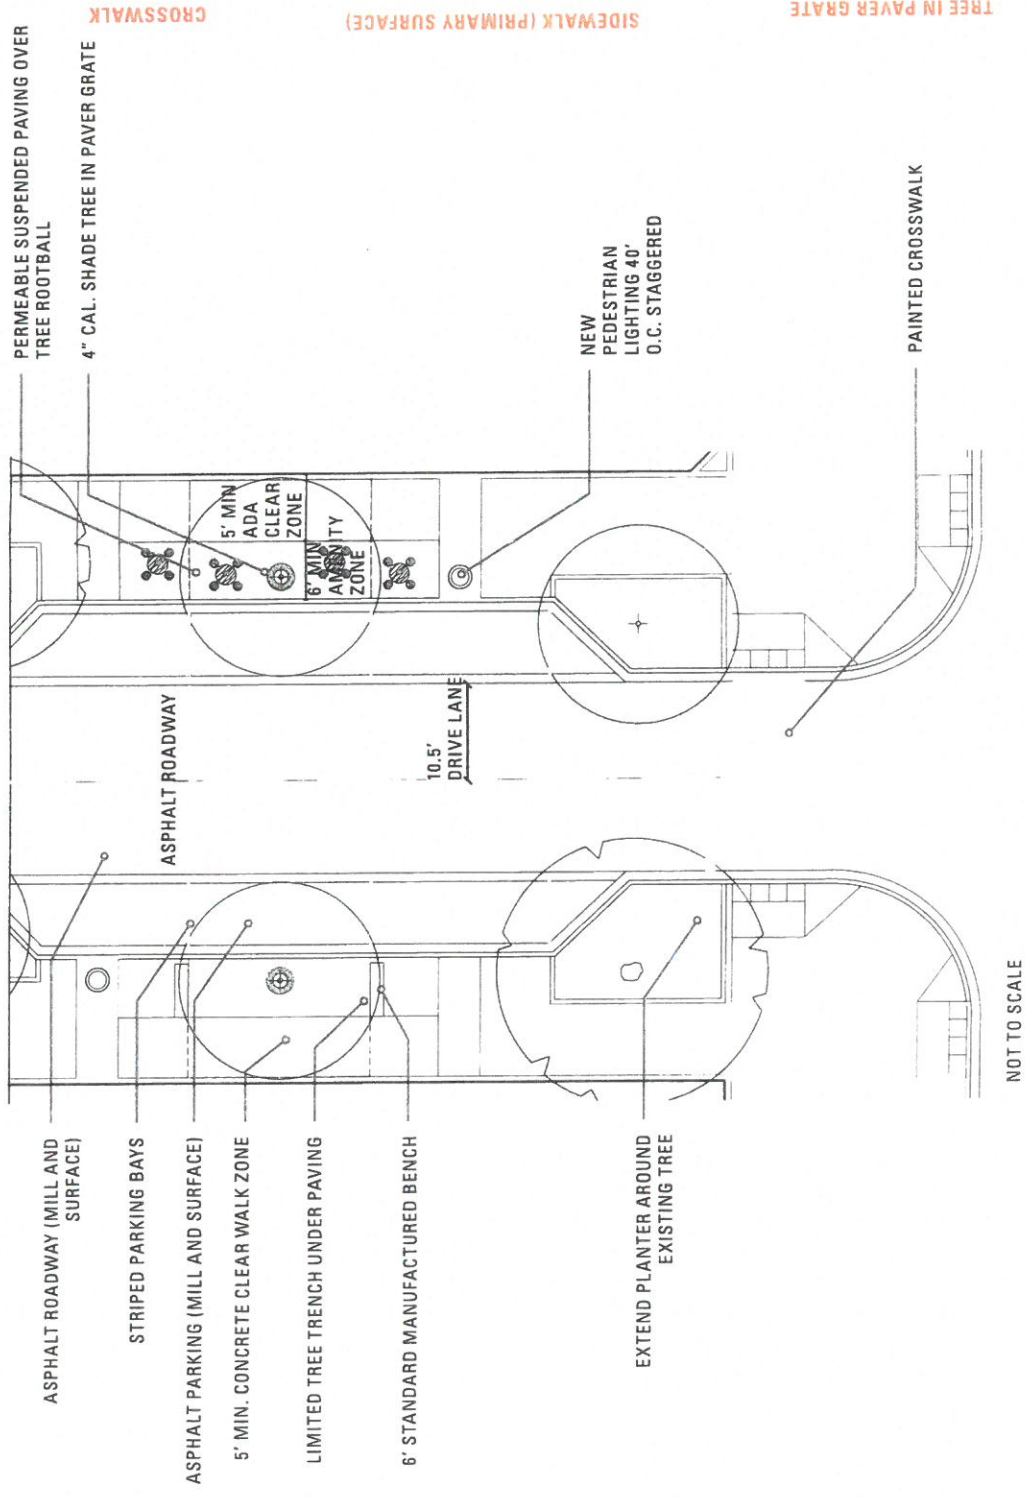 CROSSWALK
SIDEWALK (PRIMARY SURFACE)
TREE IN PAVER GRATE
PERMEABLE SUSPENDED PAVING OVER
TREE ROOTBALL
4" CAL. SHADE TREE IN PAVER GRATE
NEW
PEDESTRIAN
LIGHTING 40'
O.C. STAGGERED
PAINTED CROSSWALK
5' MIN
ADA
CLEAR
ZONE
6' MIN
AMENITY
ZONE
ASPHALT ROADWAY
10.5'
DRIVE LANE
ASPHALT ROADWAY (MILL AND
SURFACE)
STRIPED PARKING BAYS
ASPHALT PARKING (MILL AND SURFACE)
5' MIN. CONCRETE CLEAR WALK ZONE
LIMITED TREE TRENCH UNDER PAVING
6' STANDARD MANUFACTURED BENCH
EXTEND PLANTER AROUND
EXISTING TREE
NOT TO SCALE